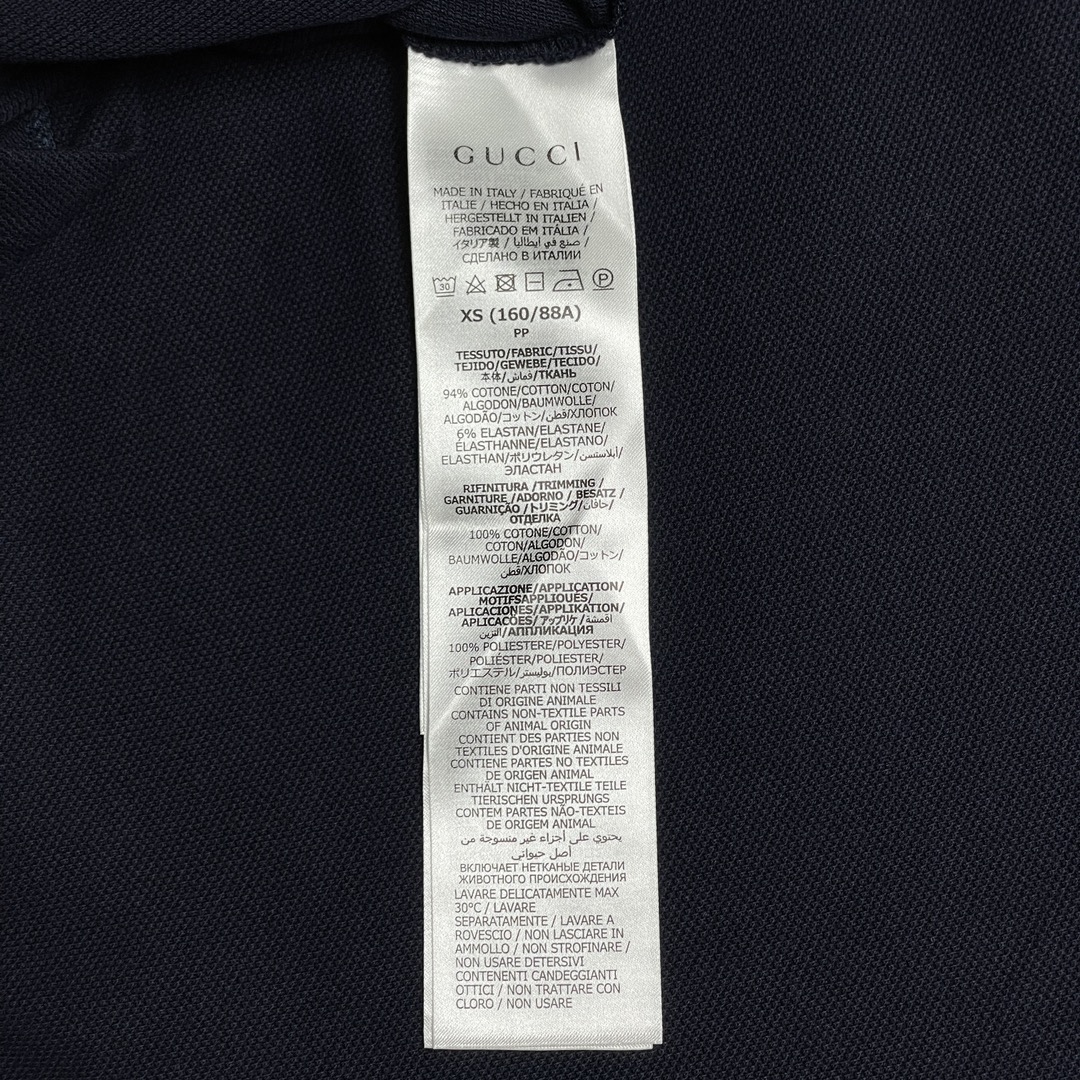 GUCCI
MADE IN ITALY / FABRIQUÉ EN
ITALIE / HECHO EN ITALIA /
HERGESTELLT IN ITALIEN /
FABRICADO EM ITÁLIA /
イタリア製 / صنع في ايطاليا /
СДЕЛАНО В ИТАЛИИ
30 P
XS (160/88A)
PP
TESSUTO/FABRIC/TISSU/
TEJIDO/GEWEBE/TECIDO/
本体/قماش/ТКАНЬ
94% COTONE/COTTON/COTON/
ALGODON/BAUMWOLLE/
ALGODÃO/コットン/قطن/ХЛОПОК
6% ELASTAN/ELASTANE/
ÉLASTHANNE/ELASTANO/
ELASTHAN/ポリウレタン/أيلاستسن/
ЭЛАСТАН
RIFINITURA /TRIMMING /
GARNITURE /ADORNO / BESATZ /
GUARNIÇÃO /トリミング/حافات/
ОТДЕЛКА
100% COTONE/COTTON/
COTON/ALGODON/
BAUMWOLLE/ALGODÃO/コットン/
قطن/ХЛОПОК
APPLICAZIONE/APPLICATION/
MOTIFSAPPLIQUÉS/
APLICACIONES/APPLIKATION/
APLICACÕES/アップリケ/اقمشة
التزين/АППЛИКАЦИЯ
100% POLIESTERE/POLYESTER/
POLIÉSTER/POLIESTER/
ポリエステル/بوليستر/ПОЛИЭСТЕР
CONTIENE PARTI NON TESSILI
DI ORIGINE ANIMALE
CONTAINS NON-TEXTILE PARTS
OF ANIMAL ORIGIN
CONTIENT DES PARTIES NON
TEXTILES D'ORIGINE ANIMALE
CONTIENE PARTES NO TEXTILES
DE ORIGEN ANIMAL
ENTHÄLT NICHT-TEXTILE TEILE
TIERISCHEN URSPRUNGS
CONTEM PARTES NÃO-TEXTEIS
DE ORIGEM ANIMAL
يحتوي على أجزاء غير منسوجة من
أصل حيواني
ВКЛЮЧАЕТ НЕТКАНЫЕ ДЕТАЛИ
ЖИВОТНОГО ПРОИСХОЖДЕНИЯ
LAVARE DELICATAMENTE MAX
30°C / LAVARE
SEPARATAMENTE / LAVARE A
ROVESCIO / NON LASCIARE IN
AMMOLLO / NON STROFINARE /
NON USARE DETERSIVI
CONTENENTI CANDEGGIANTI
OTTICI / NON TRATTARE CON
CLORO / NON USARE